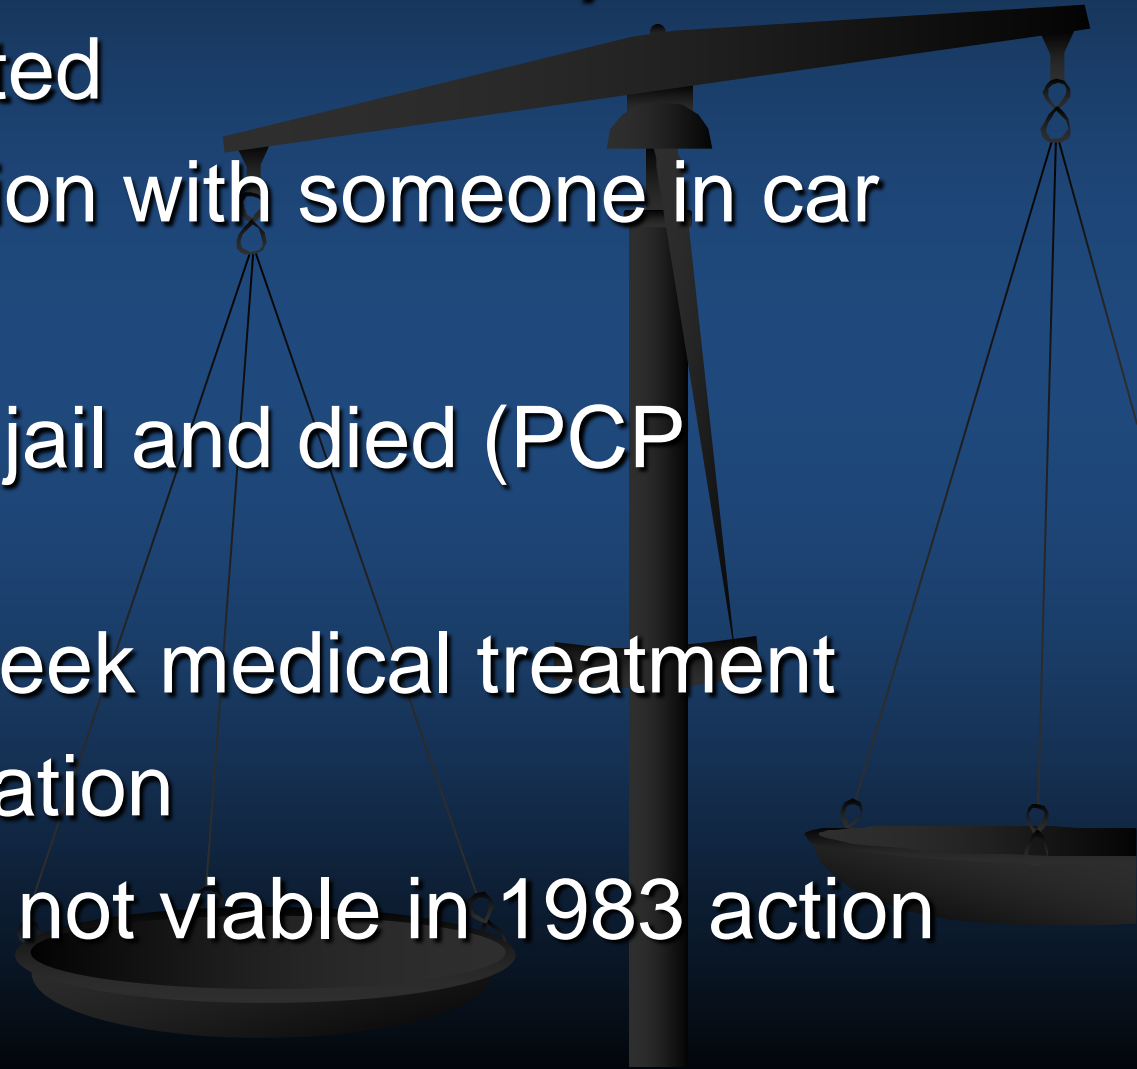 ted
ion with someone in car
jail and died (PCP
eek medical treatment
ation
not viable in 1983 action